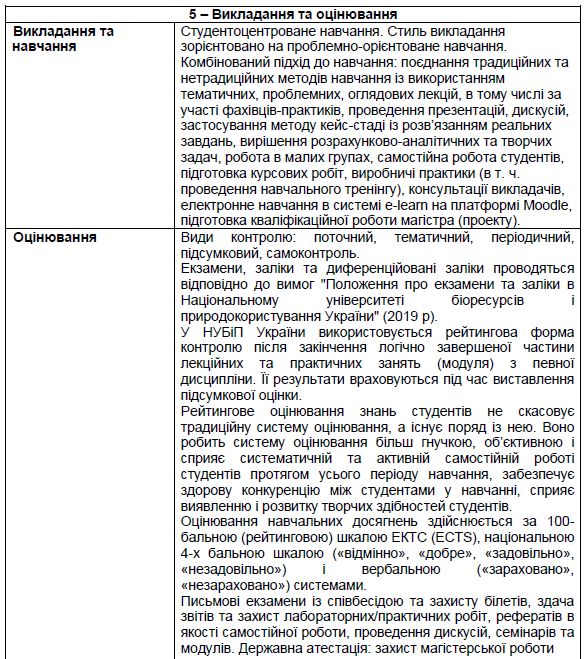 5 – Викладання та оцінювання
Викладання та
навчання
Студентоцентроване навчання. Стиль викладання
зорієнтовано на проблемно-орієнтоване навчання.
Комбінований підхід до навчання: поєднання традиційних та
нетрадиційних методів навчання із використанням
тематичних, проблемних, оглядових лекцій, в тому числі за
участі фахівців-практиків, проведення презентацій, дискусій,
застосування методу кейс-стаді із розв’язанням реальних
завдань, вирішення розрахунково-аналітичних та творчих
задач, робота в малих групах, самостійна робота студентів,
підготовка курсових робіт, виробничі практики (в т. ч.
проведення навчального тренінгу), консультації викладачів,
електронне навчання в системі e-learn на платформі Moodle,
підготовка кваліфікаційної роботи магістра (проекту).
Оцінювання
Види контролю: поточний, тематичний, періодичний,
підсумковий, самоконтроль.
Екзамени, заліки та диференційовані заліки проводяться
відповідно до вимог "Положення про екзамени та заліки в
Національному університеті біоресурсів і
природокористування України" (2019 р).
У НУБіП України використовується рейтингова форма
контролю після закінчення логічно завершеної частини
лекційних та практичних занять (модуля) з певної
дисципліни. Її результати враховуються під час виставлення
підсумкової оцінки.
Рейтингове оцінювання знань студентів не скасовує
традиційну систему оцінювання, а існує поряд із нею. Воно
робить систему оцінювання більш гнучкою, об’єктивною і
сприяє систематичній та активній самостійній роботі
студентів протягом усього періоду навчання, забезпечує
здорову конкуренцію між студентами у навчанні, сприяє
виявленню і розвитку творчих здібностей студентів.
Оцінювання навчальних досягнень здійснюється за 100-
бальною (рейтинговою) шкалою ЕКТС (ECTS), національною
4-х бальною шкалою («відмінно», «добре», «задовільно»,
«незадовільно») і вербальною («зараховано»,
«незараховано») системами.
Письмові екзамени із співбесідою та захисту білетів, здача
звітів та захист лабораторних/практичних робіт, рефератів в
якості самостійної роботи, проведення дискусій, семінарів та
модулів. Державна атестація: захист магістерської роботи